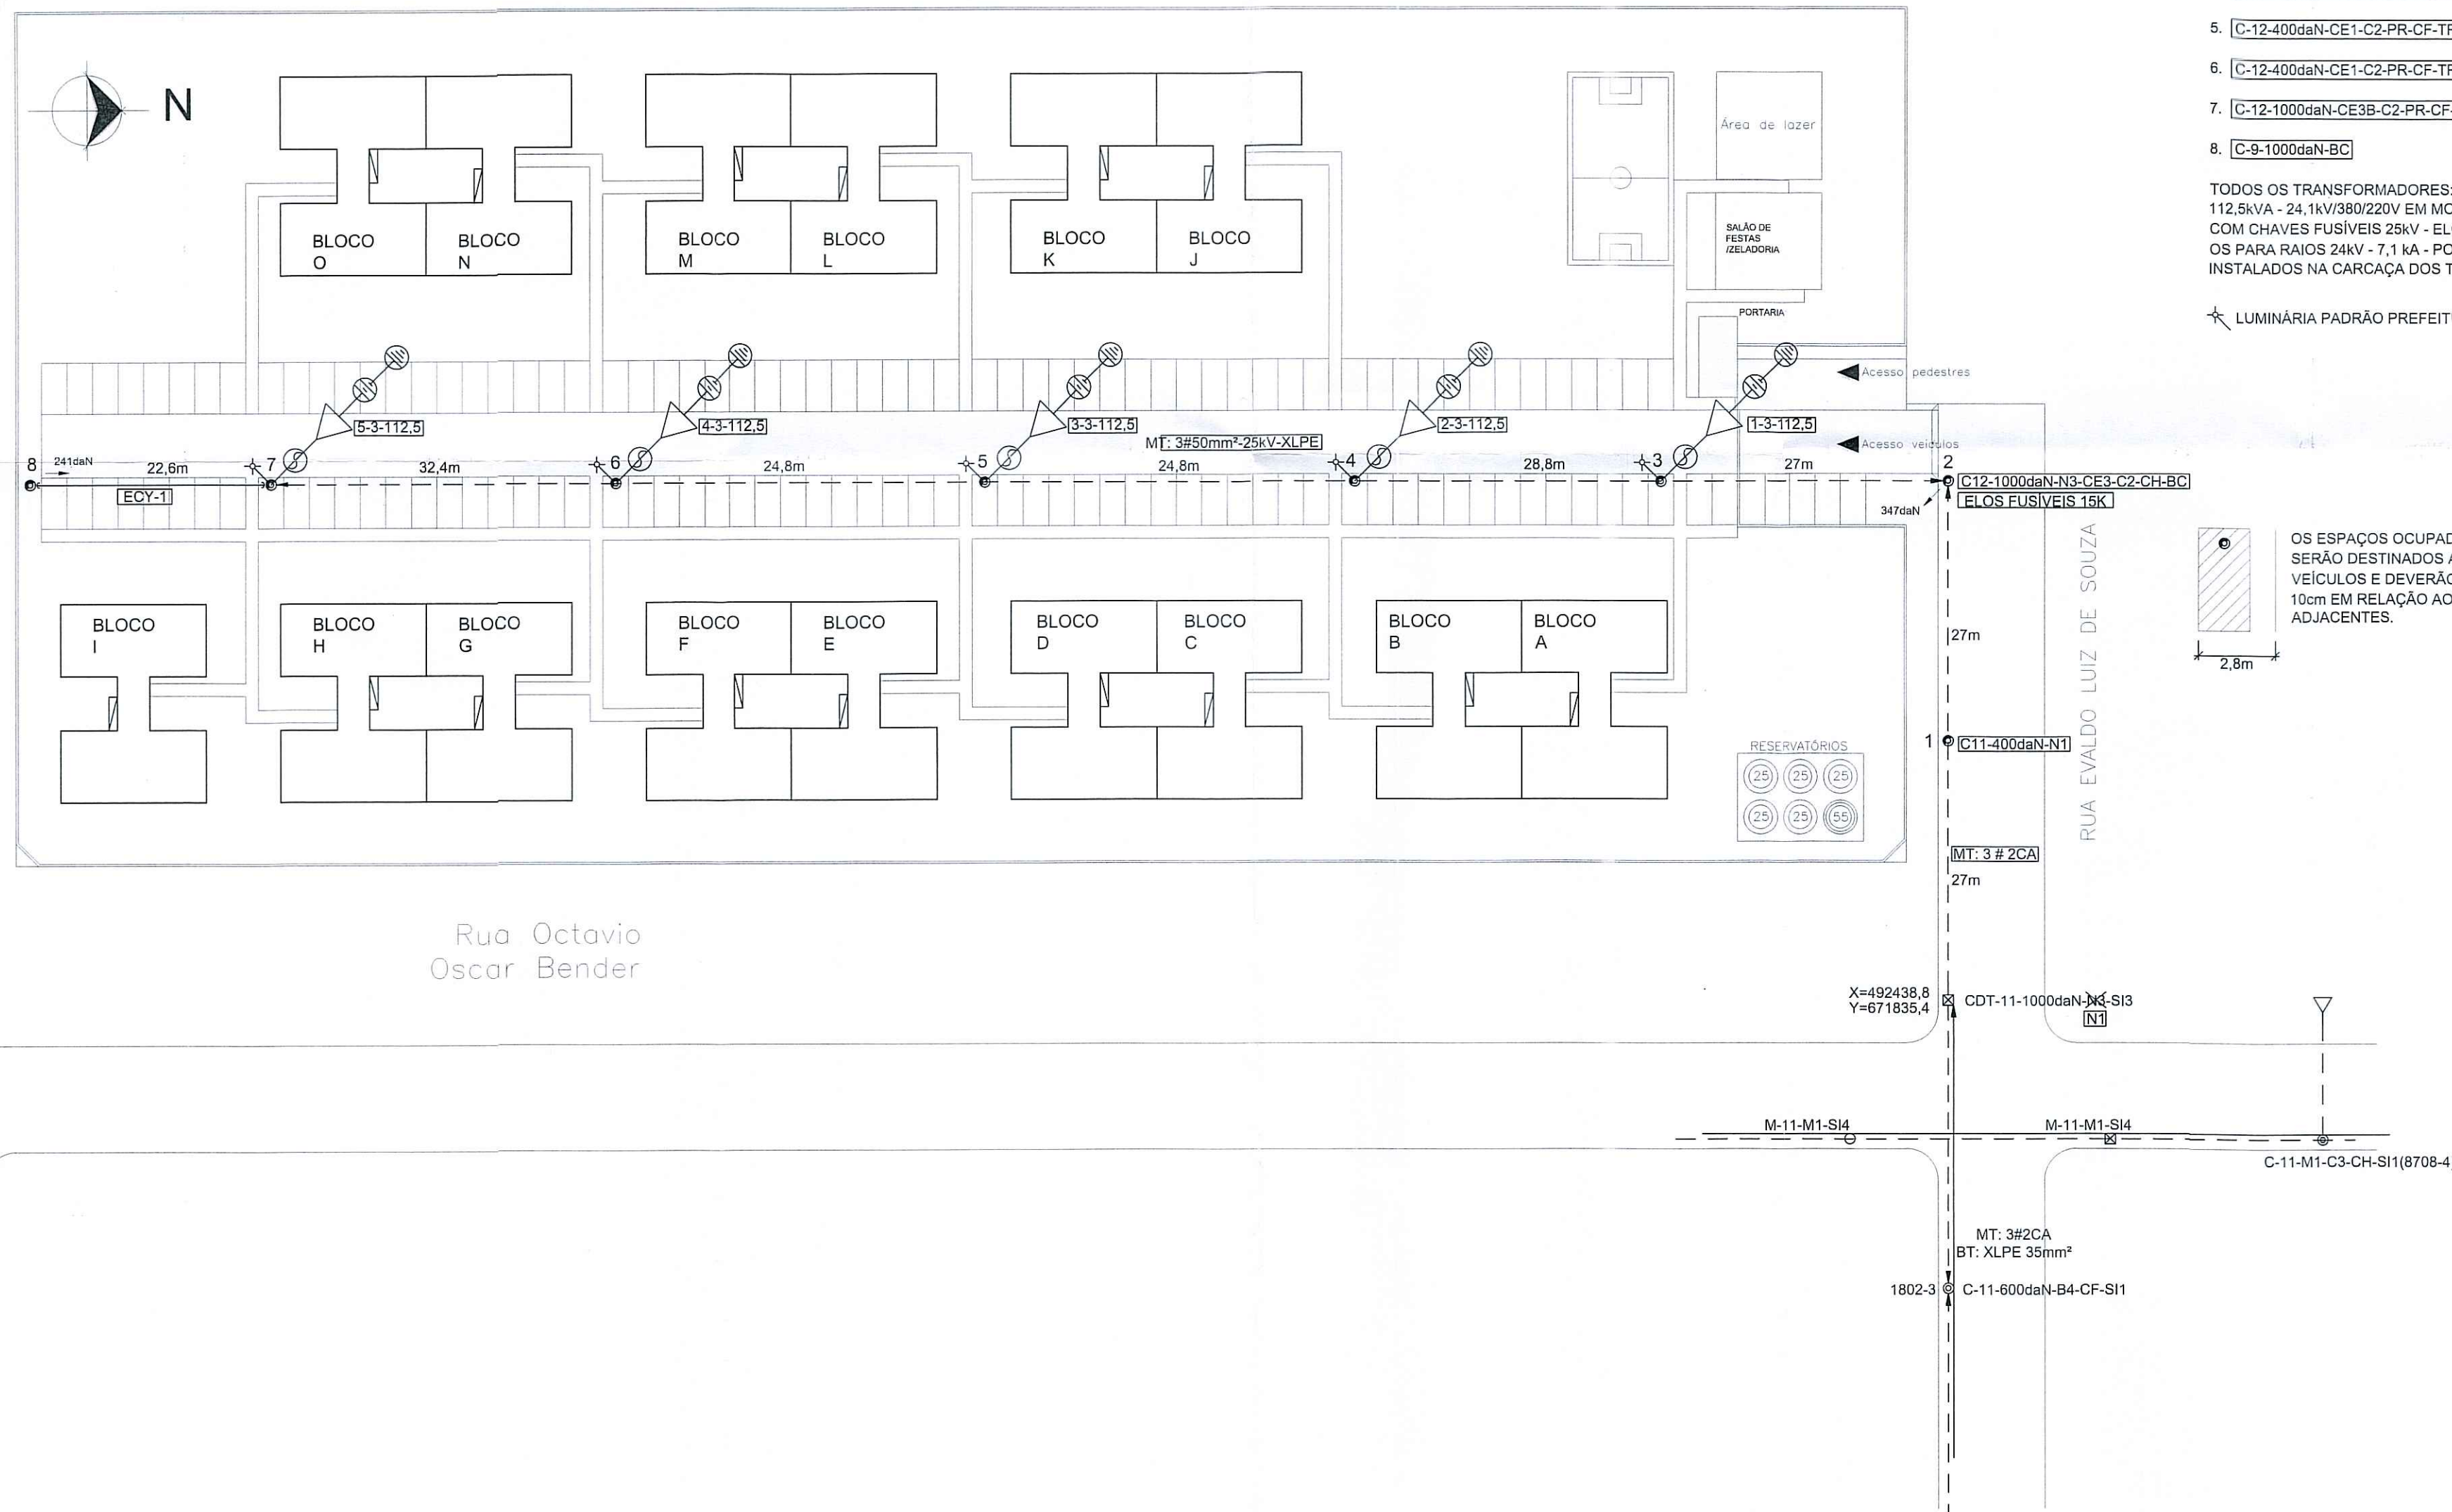 N
BLOCO
O
BLOCO
N
BLOCO
M
BLOCO
L
BLOCO
K
BLOCO
J
Área de lazer
SALÃO DE
FESTAS
/ZELADORIA
PORTARIA
5. C-12-400daN-CE1-C2-PR-CF-TF
6. C-12-400daN-CE1-C2-PR-CF-TF
7. C-12-1000daN-CE3B-C2-PR-CF-
8. C-9-1000daN-BC
TODOS OS TRANSFORMADORES:
112,5kVA - 24,1kV/380/220V EM MO
COM CHAVES FUSÍVEIS 25kV - EL
OS PARA RAIOS 24kV - 7,1 kA - PO
INSTALADOS NA CARCAÇA DOS T
LUMINÁRIA PADRÃO PREFEIT
Acesso pedestres
Acesso veículos
5-3-112,5
4-3-112,5
3-3-112,5
2-3-112,5
1-3-112,5
MT: 3#50mm²-25kV-XLPE
8
241daN
22,6m
7
32,4m
6
24,8m
5
24,8m
4
28,8m
3
27m
2
ECY-1
C12-1000daN-N3-CE3-C2-CH-BC
ELOS FUSÍVEIS 15K
347daN
OS ESPAÇOS OCUPAD
SERÃO DESTINADOS A
VEÍCULOS E DEVERÃO
10cm EM RELAÇÃO AO
ADJACENTES.
2,8m
BLOCO
I
BLOCO
H
BLOCO
G
BLOCO
F
BLOCO
E
BLOCO
D
BLOCO
C
BLOCO
B
BLOCO
A
27m
RUA EVALDO LUIZ DE SOUZA
1
C11-400daN-N1
RESERVATÓRIOS
25
25
25
25
25
55
MT: 3 # 2CA
27m
Rua Octavio
Oscar Bender
X=492438,8
Y=671835,4
CDT-11-1000daN-N3-SI3
N1
M-11-M1-SI4
M-11-M1-SI4
C-11-M1-C3-CH-SI1(8708-4
MT: 3#2CA
BT: XLPE 35mm²
1802-3
C-11-600daN-B4-CF-SI1